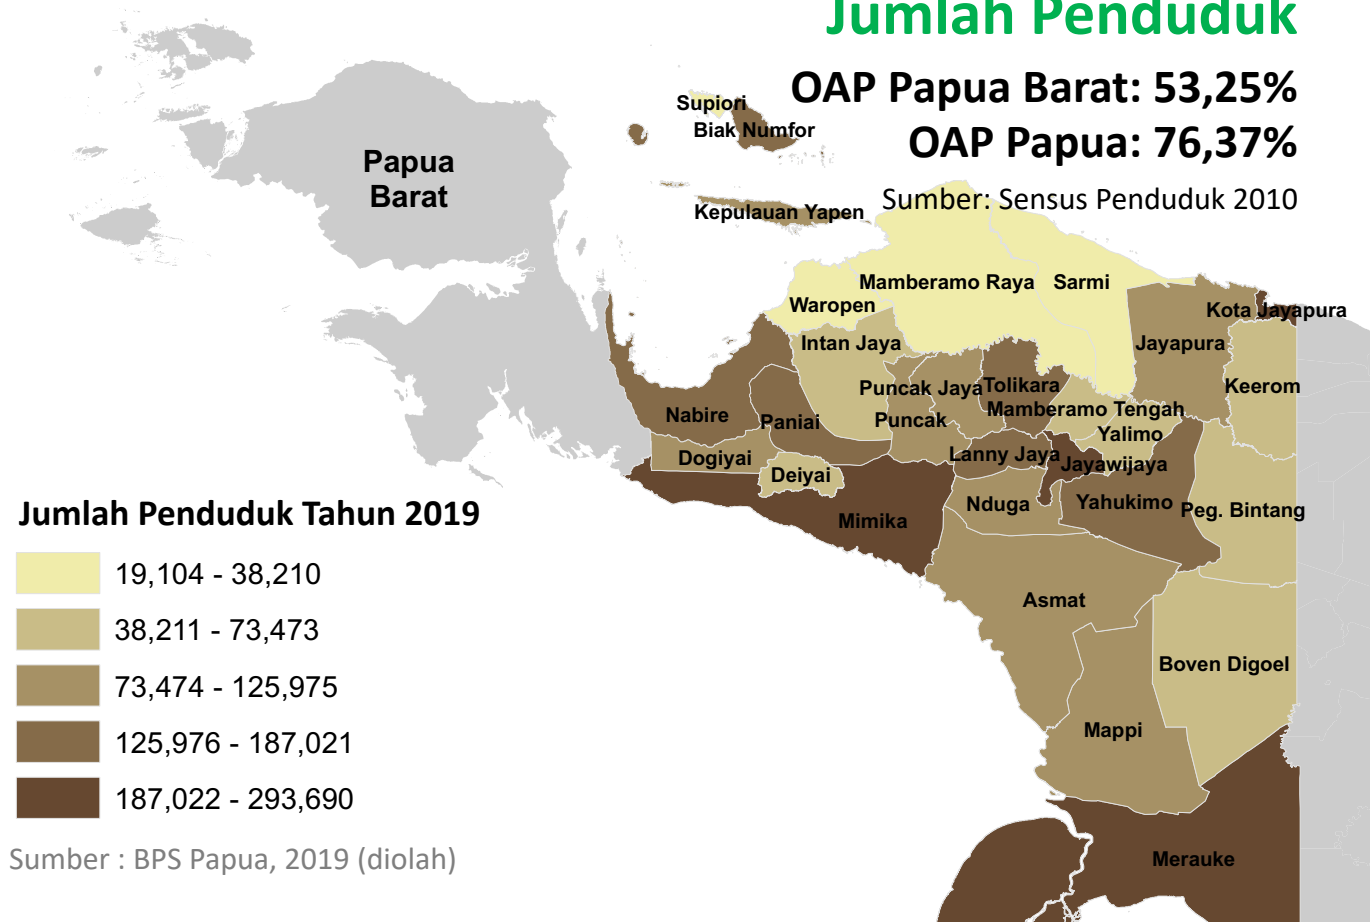 Jumlah Penduduk
OAP Papua Barat: 53,25%
OAP Papua: 76,37%
Sumber: Sensus Penduduk 2010
Papua
Barat
Supiori
Biak Numfor
Kepulauan Yapen
Mamberamo Raya
Sarmi
Waropen
Kota Jayapura
Intan Jaya
Jayapura
Puncak Jaya
Tolikara
Keerom
Nabire
Paniai
Puncak
Mamberamo Tengah
Yalimo
Dogiyai
Lanny Jaya
Jayawijaya
Deiyai
Nduga
Yahukimo
Peg. Bintang
Mimika
Asmat
Boven Digoel
Mappi
Merauke
Jumlah Penduduk Tahun 2019
19,104 - 38,210
38,211 - 73,473
73,474 - 125,975
125,976 - 187,021
187,022 - 293,690
Sumber : BPS Papua, 2019 (diolah)